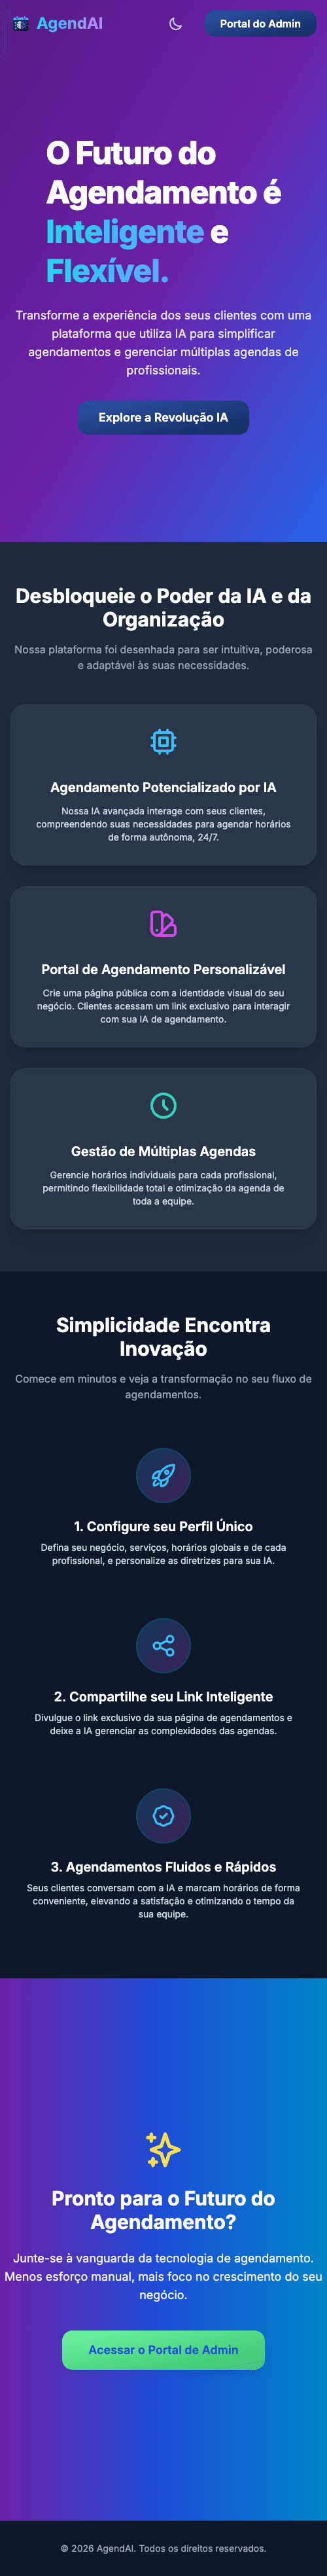 AgendAI
Portal do Admin
O Futuro do
Agendamento é
Inteligente e
Flexível.
Transforme a experiência dos seus clientes com uma
plataforma que utiliza IA para simplificar
agendamentos e gerenciar múltiplas agendas de
profissionais.
Explore a Revolução IA
Desbloqueie o Poder da IA e da
Organização
Nossa plataforma foi desenhada para ser intuitiva, poderosa
e adaptável às suas necessidades.
Agendamento Potencializado por IA
Nossa IA avançada interage com seus clientes,
compreendendo suas necessidades para agendar horários
de forma autônoma, 24/7.
Portal de Agendamento Personalizável
Crie uma página pública com a identidade visual do seu
negócio. Clientes acessam um link exclusivo para interagir
com sua IA de agendamento.
Gestão de Múltiplas Agendas
Gerencie horários individuais para cada profissional,
permitindo flexibilidade total e otimização da agenda de
toda a equipe.
Simplicidade Encontra
Inovação
Comece em minutos e veja a transformação no seu fluxo de
agendamentos.
1. Configure seu Perfil Único
Defina seu negócio, serviços, horários globais e de cada
profissional, e personalize as diretrizes para sua IA.
2. Compartilhe seu Link Inteligente
Divulgue o link exclusivo da sua página de agendamentos e
deixe a IA gerenciar as complexidades das agendas.
3. Agendamentos Fluidos e Rápidos
Seus clientes conversam com a IA e marcam horários de forma
conveniente, elevando a satisfação e otimizando o tempo da
sua equipe.
Pronto para o Futuro do
Agendamento?
Junte-se à vanguarda da tecnologia de agendamento.
Menos esforço manual, mais foco no crescimento do seu
negócio.
Acessar o Portal de Admin
© 2026 AgendAI. Todos os direitos reservados.